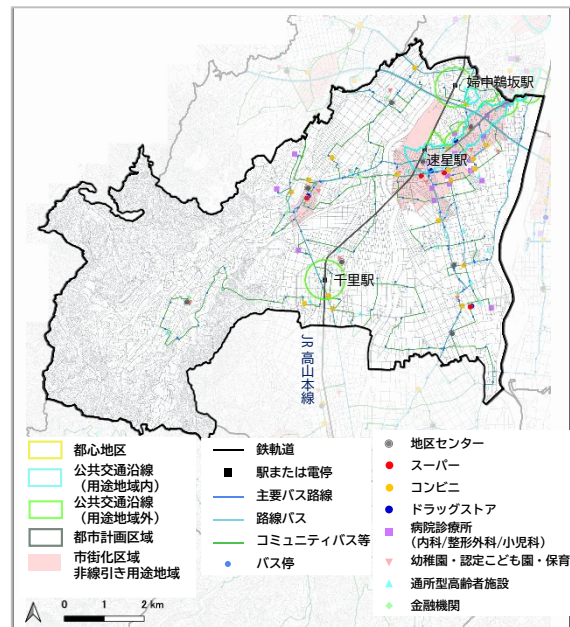 婦中鵜坂駅
速星駅
千里駅
JR 高山本線
都心地区
公共交通沿線
(用途地域内)
公共交通沿線
(用途地域外)
都市計画区域
市街化区域
非線引き用途地域
0 1 2 km
鉄軌道
駅または電停
主要バス路線
路線バス
コミュニティバス等
バス停
地区センター
スーパー
コンビニ
ドラッグストア
病院診療所
(内科/整形外科/小児科)
幼稚園・認定こども園・保育
通所型高齢者施設
金融機関